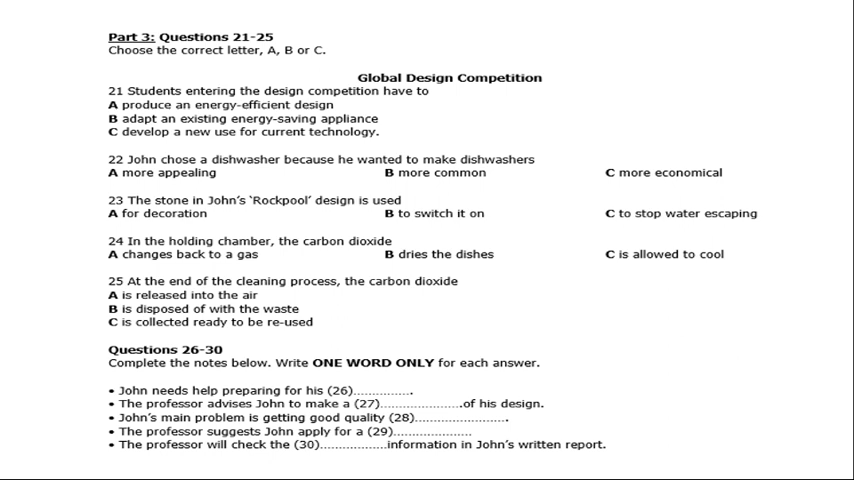 Part 3: Questions 21-25
Choose the correct letter, A, B or C.
Global Design Competition
21 Students entering the design competition have to
A produce an energy-efficient design
B adapt an existing energy-saving appliance
C develop a new use for current technology.
22 John chose a dishwasher because he wanted to make dishwashers
A more appealing B more common C more economical
23 The stone in John's 'Rockpool' design is used
A for decoration B to switch it on C to stop water escaping
24 In the holding chamber, the carbon dioxide
A changes back to a gas B dries the dishes C is allowed to cool
25 At the end of the cleaning process, the carbon dioxide
A is released into the air
B is disposed of with the waste
C is collected ready to be re-used
Questions 26-30
Complete the notes below. Write ONE WORD ONLY for each answer.
• John needs help preparing for his (26)...............
• The professor advises John to make a (27).....................of his design.
• John's main problem is getting good quality (28)........................
• The professor suggests John apply for a (29)....................
• The professor will check the (30).................information in John's written report.